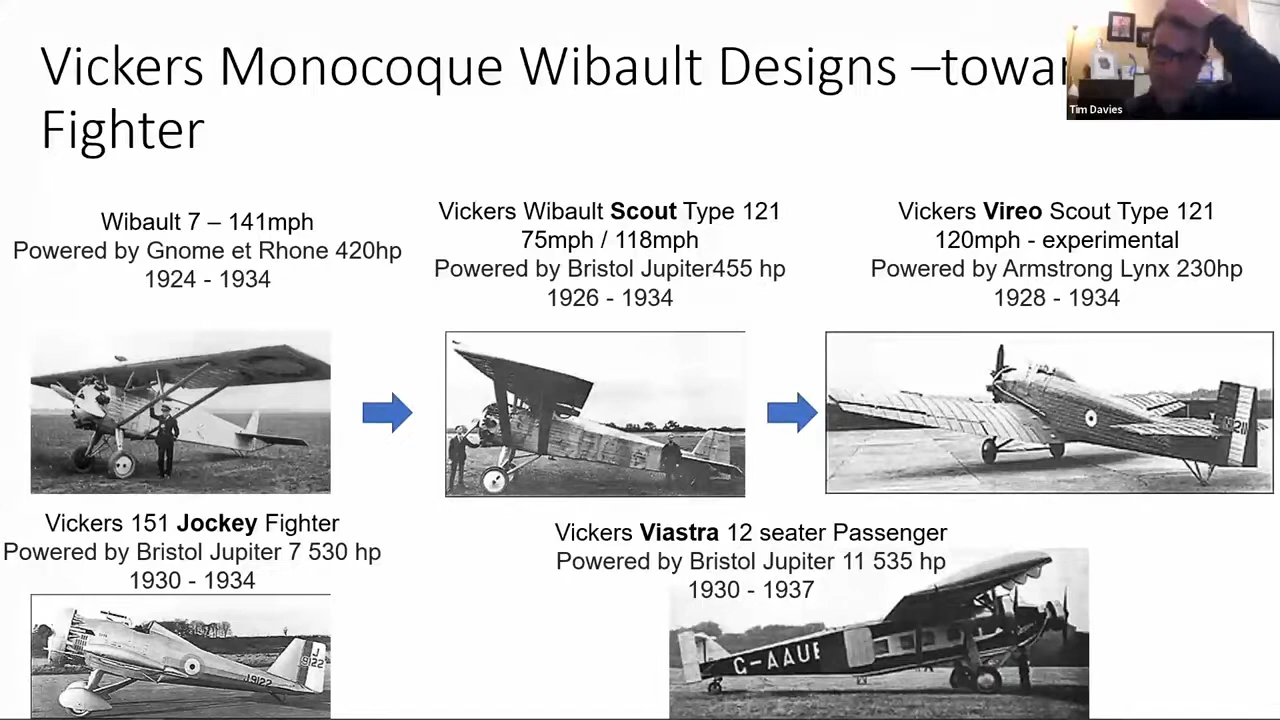 Vickers Monocoque Wibault Designs –towar
Fighter
Tim Davies
Wibault 7 – 141mph
Powered by Gnome et Rhone 420hp
1924 - 1934
Vickers Wibault Scout Type 121
75mph / 118mph
Powered by Bristol Jupiter455 hp
1926 - 1934
Vickers Vireo Scout Type 121
120mph - experimental
Powered by Armstrong Lynx 230hp
1928 - 1934
Vickers 151 Jockey Fighter
Powered by Bristol Jupiter 7 530 hp
1930 - 1934
J
9122
J9122
Vickers Viastra 12 seater Passenger
Powered by Bristol Jupiter 11 535 hp
1930 - 1937
G-AAUB